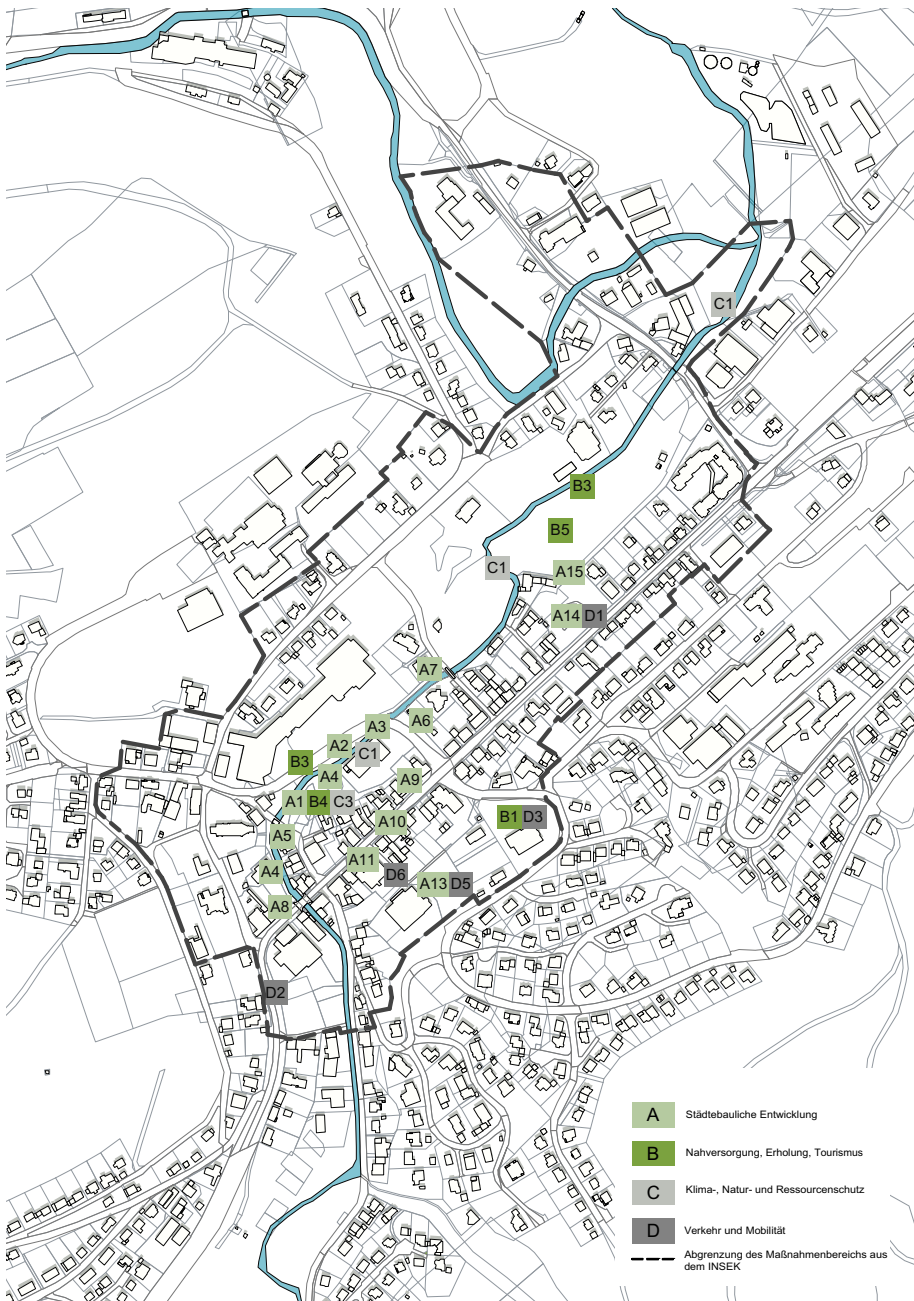 C1
B3
B5
C1
A15
A14 D1
A7
A6
A3
A2
C1
B3
A4
A9
A1 B4 C3
B1 D3
A10
A5
A11
A4
D6
A13 D5
A8
D2
A Städtebauliche Entwicklung
B Nahversorgung, Erholung, Tourismus
C Klima-, Natur- und Ressourcenschutz
D Verkehr und Mobilität
Abgrenzung des Maßnahmenbereichs aus
dem INSEK